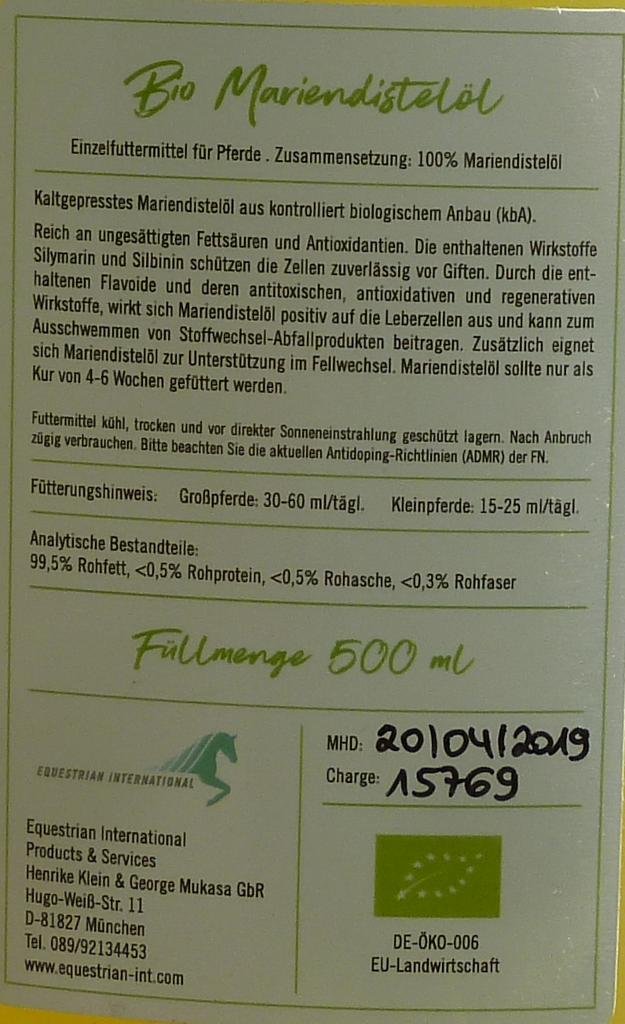 Bio Mariendistelöl
Einzelfuttermittel für Pferde . Zusammensetzung: 100% Mariendistelöl
Kaltgepresstes Mariendistelöl aus kontrolliert biologischem Anbau (kbA).
Reich an ungesättigten Fettsäuren und Antioxidantien. Die enthaltenen Wirkstoffe
Silymarin und Silbinin schützen die Zellen zuverlässig vor Giften. Durch die ent-
haltenen Flavoide und deren antitoxischen, antioxidativen und regenerativen
Wirkstoffe, wirkt sich Mariendistelöl positiv auf die Leberzellen aus und kann zum
Ausschwemmen von Stoffwechsel-Abfallprodukten beitragen. Zusätzlich eignet
sich Mariendistelöl zur Unterstützung im Fellwechsel. Mariendistelöl sollte nur als
Kur von 4-6 Wochen gefüttert werden.
Futtermittel kühl, trocken und vor direkter Sonneneinstrahlung geschützt lagern. Nach Anbruch
zügig verbrauchen. Bitte beachten Sie die aktuellen Antidoping-Richtlinien (ADMR) der FN.
Fütterungshinweis: Großpferde: 30-60 ml/tägl. Kleinpferde: 15-25 ml/tägl.
Analytische Bestandteile:
99,5% Rohfett, <0,5% Rohprotein, <0,5% Rohasche, <0,3% Rohfaser
Füllmenge 500 ml
EQUESTRIAN INTERNATIONAL
Equestrian International
Products & Services
Henrike Klein & George Mukasa GbR
Hugo-Weiß-Str. 11
D-81827 München
Tel. 089/92134453
www.equestrian-int.com
MHD: 20/04/2019
Charge: 15769
DE-ÖKO-006
EU-Landwirtschaft